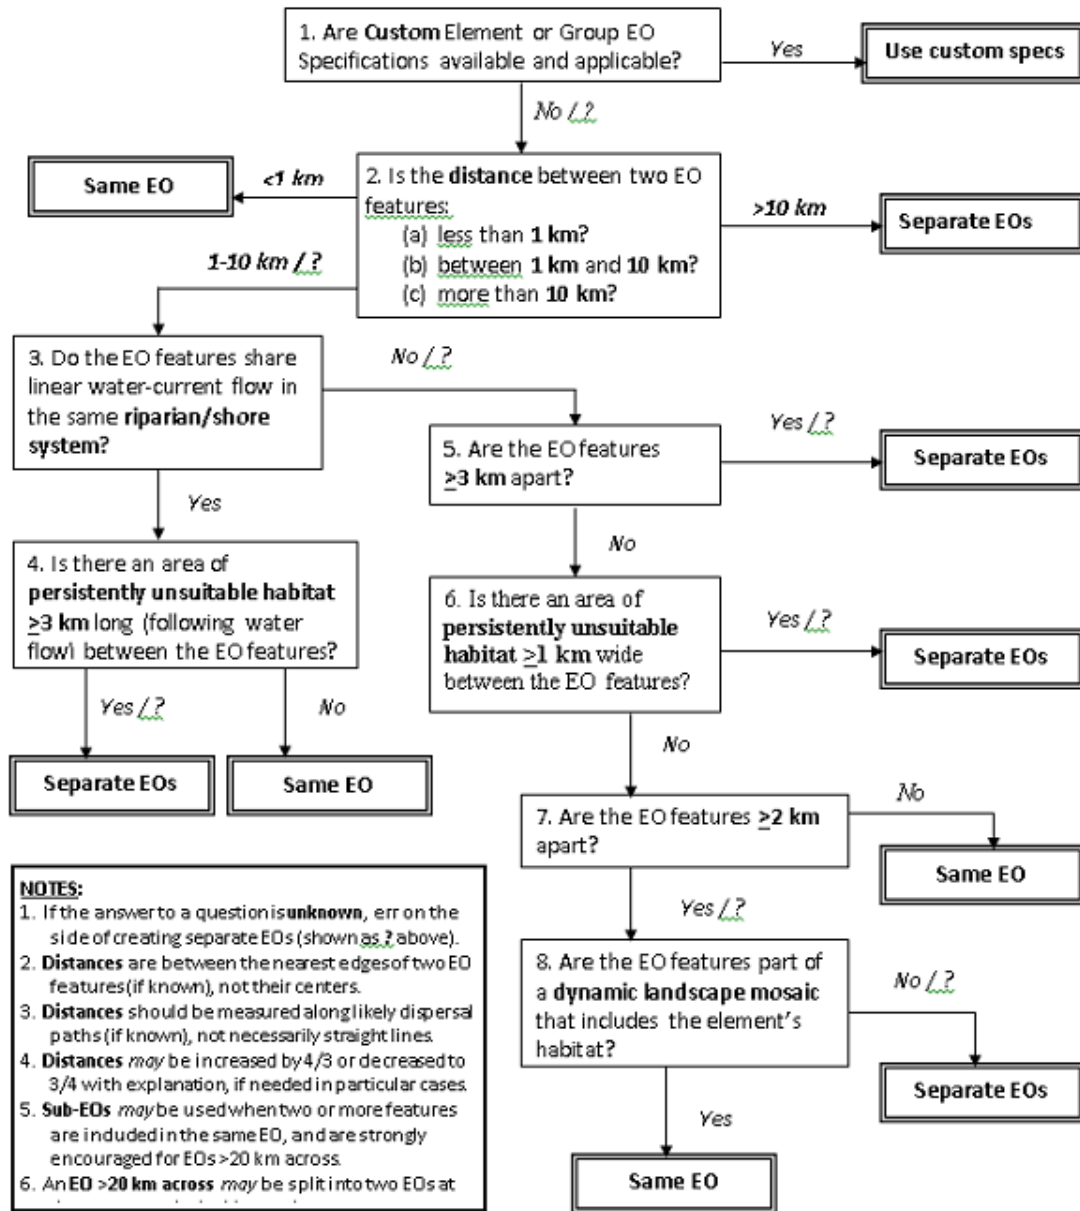 1. Are Custom Element or Group EO
Specifications available and applicable?
Yes
Use custom specs
No / ?
Same EO
<1 km
2. Is the distance between two EO
features:
(a) less than 1 km?
(b) between 1 km and 10 km?
(c) more than 10 km?
>10 km
Separate EOs
1-10 km / ?
3. Do the EO features share
linear water-current flow in
the same riparian/shore
system?
No / ?
5. Are the EO features
≥3 km apart?
Yes / ?
Separate EOs
Yes
No
4. Is there an area of
persistently unsuitable habitat
≥3 km long (following water
flow) between the EO features?
6. Is there an area of
persistently unsuitable
habitat ≥1 km wide
between the EO features?
Yes / ?
Separate EOs
Yes / ?
No
Separate EOs
Same EO
No
7. Are the EO features ≥2 km
apart?
No
Same EO
Yes / ?
8. Are the EO features part of
a dynamic landscape mosaic
that includes the element's
habitat?
No / ?
Separate EOs
Yes
Same EO
NOTES:
1. If the answer to a question is unknown, err on the
side of creating separate EOs (shown as ? above).
2. Distances are between the nearest edges of two EO
features (if known), not their centers.
3. Distances should be measured along likely dispersal
paths (if known), not necessarily straight lines.
4. Distances may be increased by 4/3 or decreased to
3/4 with explanation, if needed in particular cases.
5. Sub-EOs may be used when two or more features
are included in the same EO, and are strongly
encouraged for EOs >20 km across.
6. An EO >20 km across may be split into two EOs at